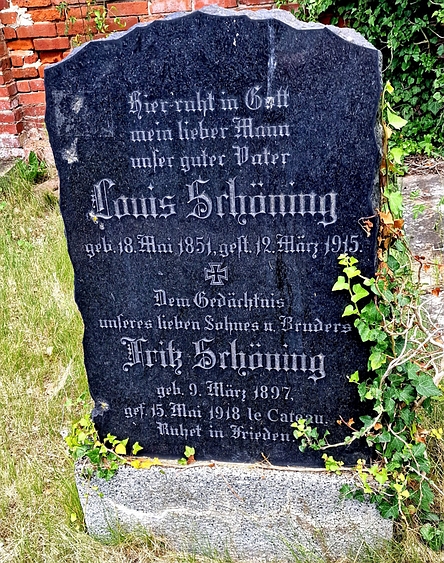 Hier ruht in Gott
mein lieber Mann
unser guter Vater
Louis Schöning
geb. 18. Mai 1851, gest. 12. März 1915.
Dem Gedächtnis
unseres lieben Sohnes u. Bruders
Fritz Schöning
geb. 9. März 1897.
gef. 15. Mai 1918 le Cateau.
Ruhet in Frieden.